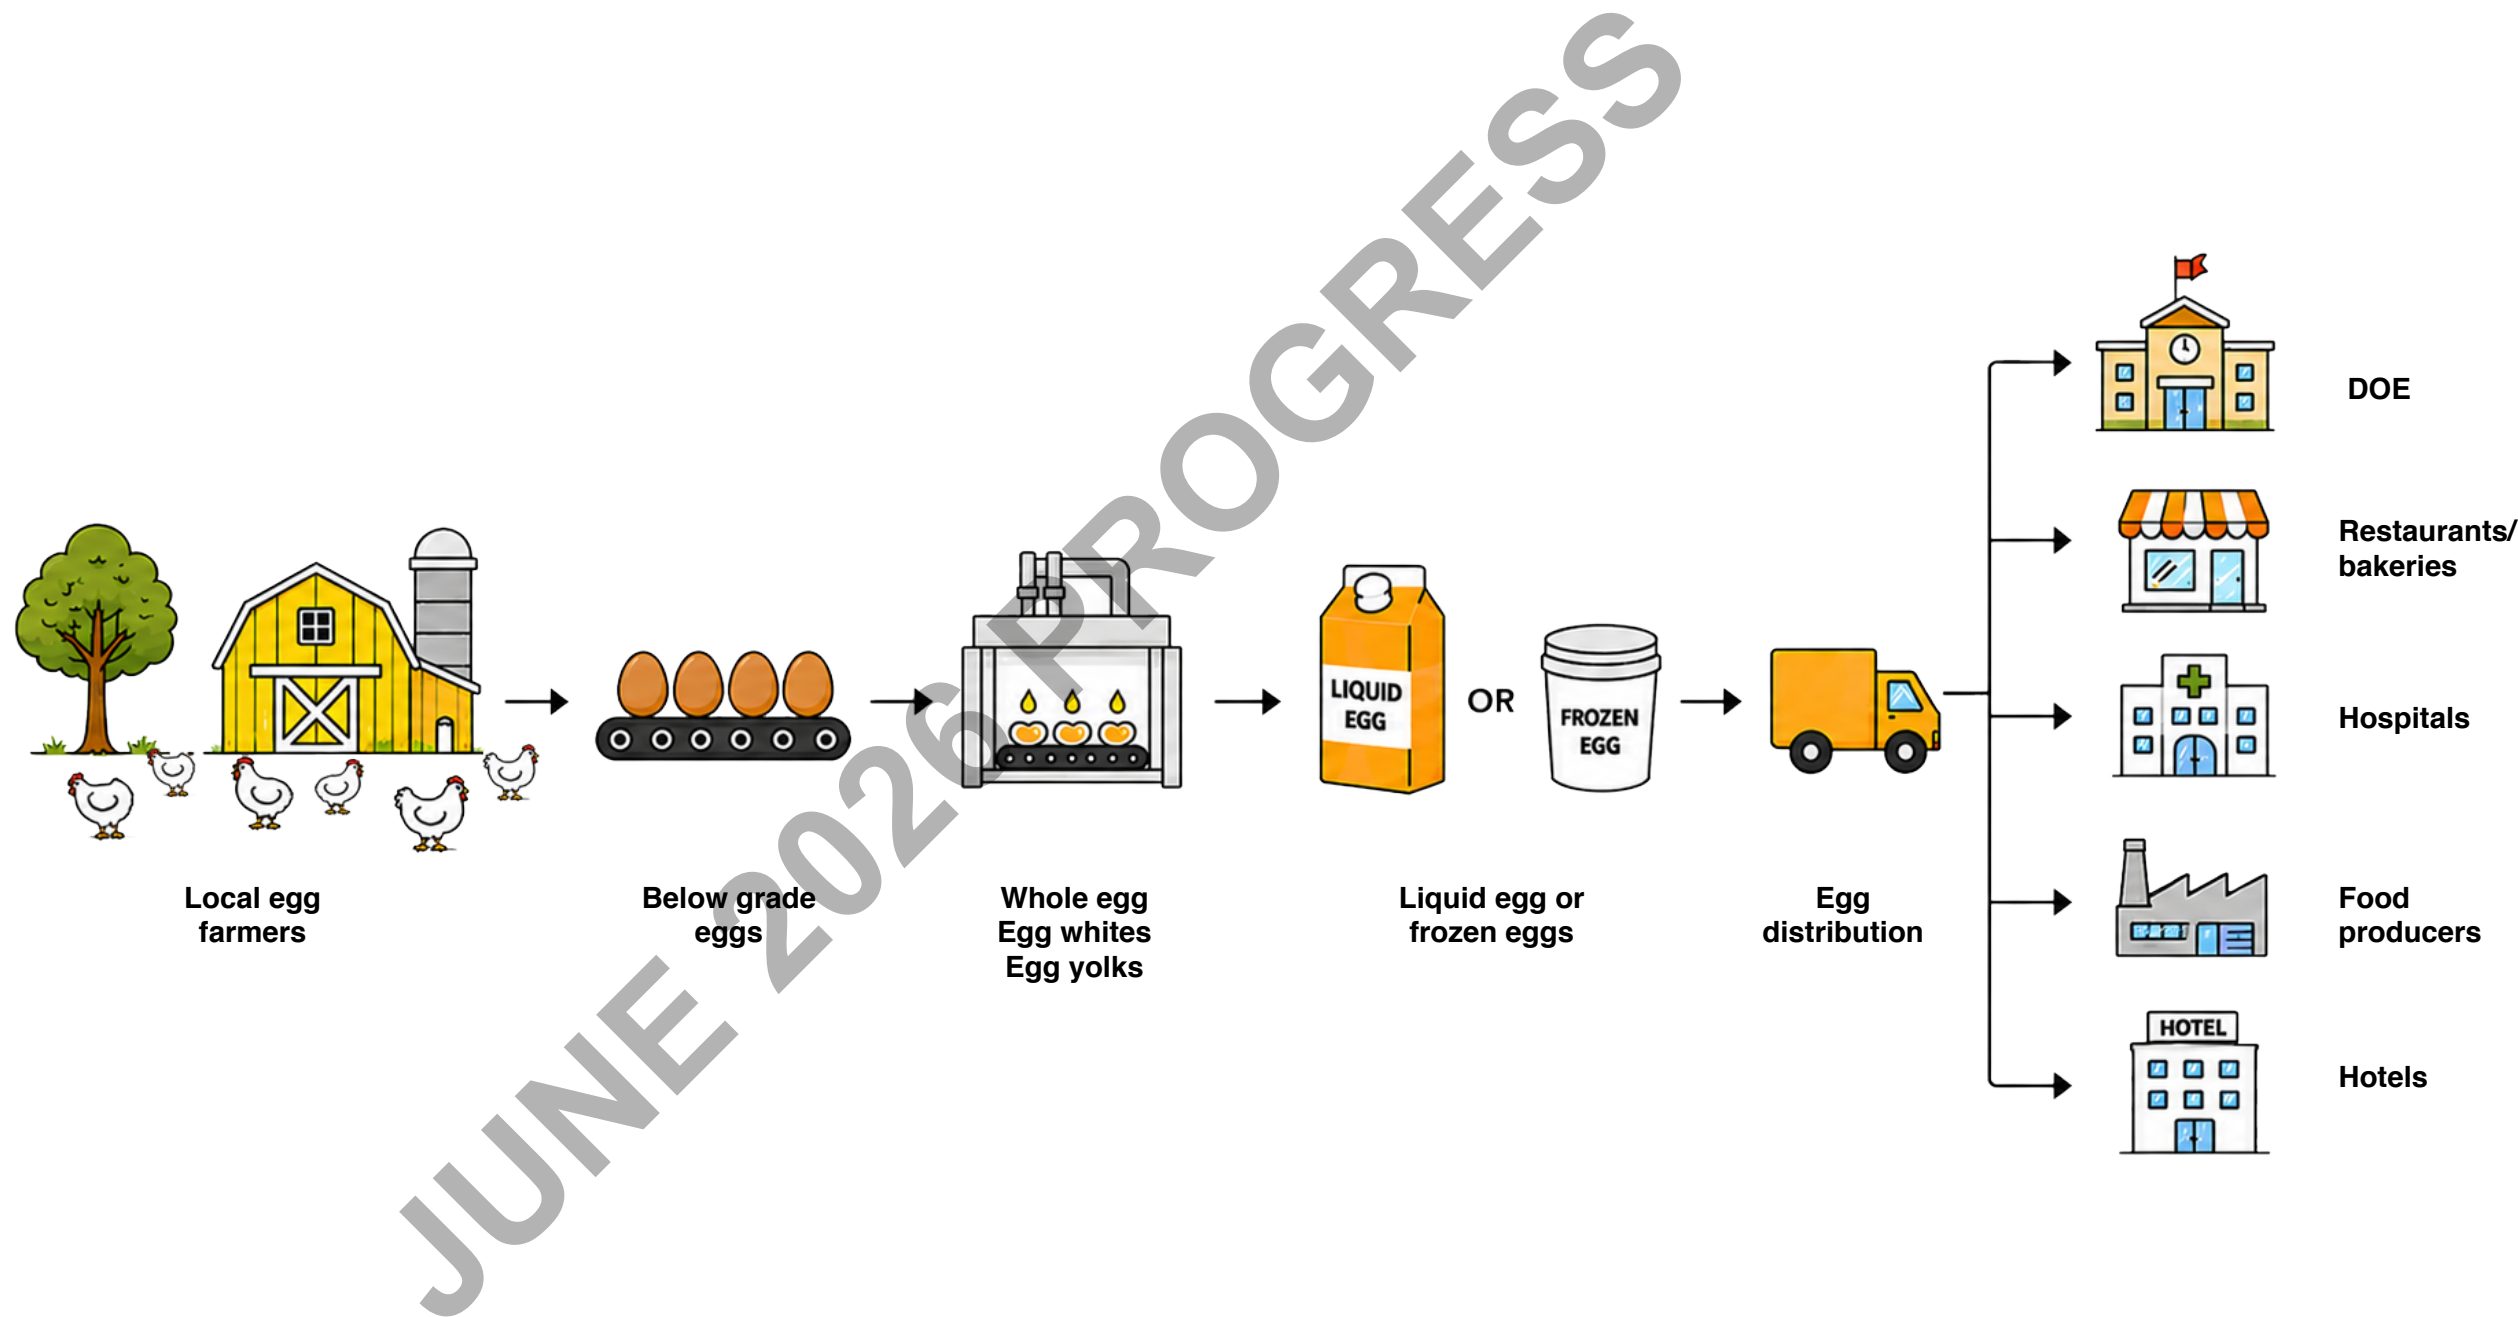 JUNE 2026 PROGRESS
LIQUID
EGG
OR
FROZEN
EGG
Local egg
farmers
Below grade
eggs
Whole egg
Egg whites
Egg yolks
Liquid egg or
frozen eggs
Egg
distribution
DOE
Restaurants/
bakeries
Hospitals
Food
producers
HOTEL
Hotels